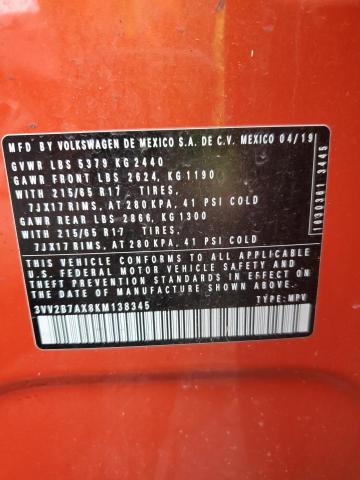 MFD. BY VOLKSWAGEN DE MEXICO S.A. DE C.V. MEXICO 04/19
GVWR LBS 5379 KG 2440
GAWR FRONT LBS 2624, KG 1190
WITH 215/65 R17 TIRES,
7JX17 RIMS, AT 280 KPA, 41 PSI COLD
GAWR REAR LBS 2866, KG 1300
WITH 215/65 R17 TIRES,
7JX17 RIMS, AT 280 KPA, 41 PSI COLD
THIS VEHICLE CONFORMS TO ALL APPLICABLE
U.S. FEDERAL MOTOR VEHICLE SAFETY AND
THEFT PREVENTION STANDARDS IN EFFECT ON THE
DATE OF MANUFACTURE SHOWN ABOVE.
3VV2B7AX8KM138345 TYPE: MPV